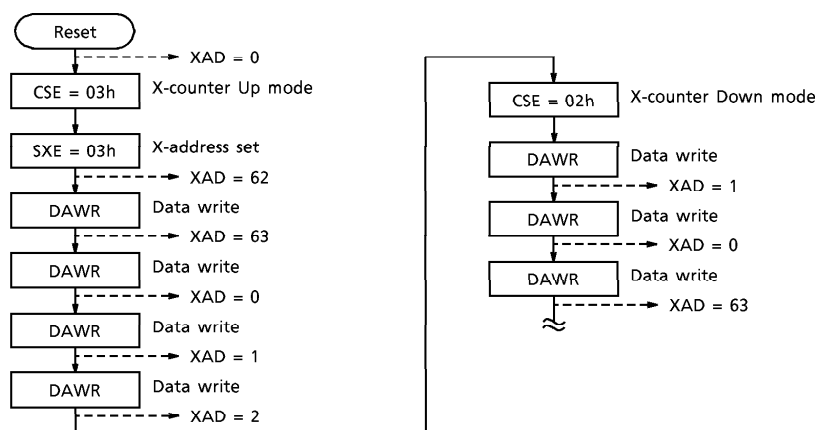 Reset
XAD = 0
CSE = 03h X-counter Up mode
SXE = 03h X-address set
XAD = 62
DAWR Data write
XAD = 63
DAWR Data write
XAD = 0
DAWR Data write
XAD = 1
DAWR Data write
XAD = 2
CSE = 02h X-counter Down mode
DAWR Data write
XAD = 1
DAWR Data write
XAD = 0
DAWR Data write
XAD = 63